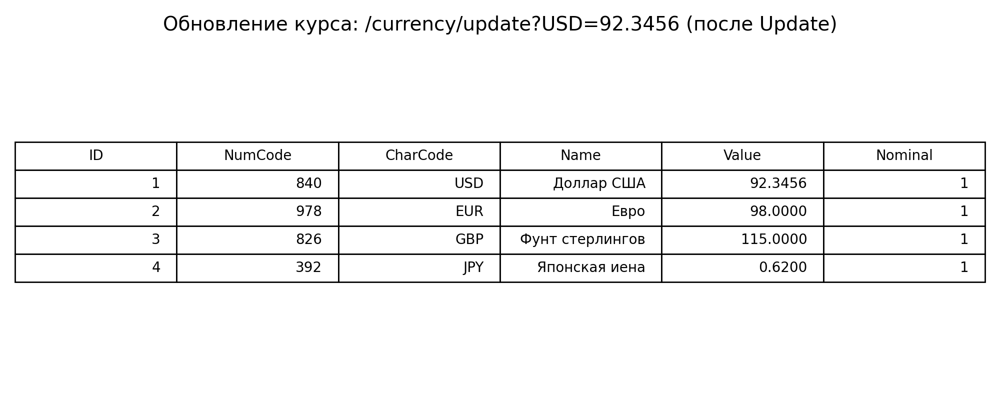 Обновление курса: /currency/update?USD=92.3456 (после Update)
ID NumCode CharCode Name Value Nominal
1 840 USD Доллар США 92.3456 1
2 978 EUR Евро 98.0000 1
3 826 GBP Фунт стерлингов 115.0000 1
4 392 JPY Японская иена 0.6200 1